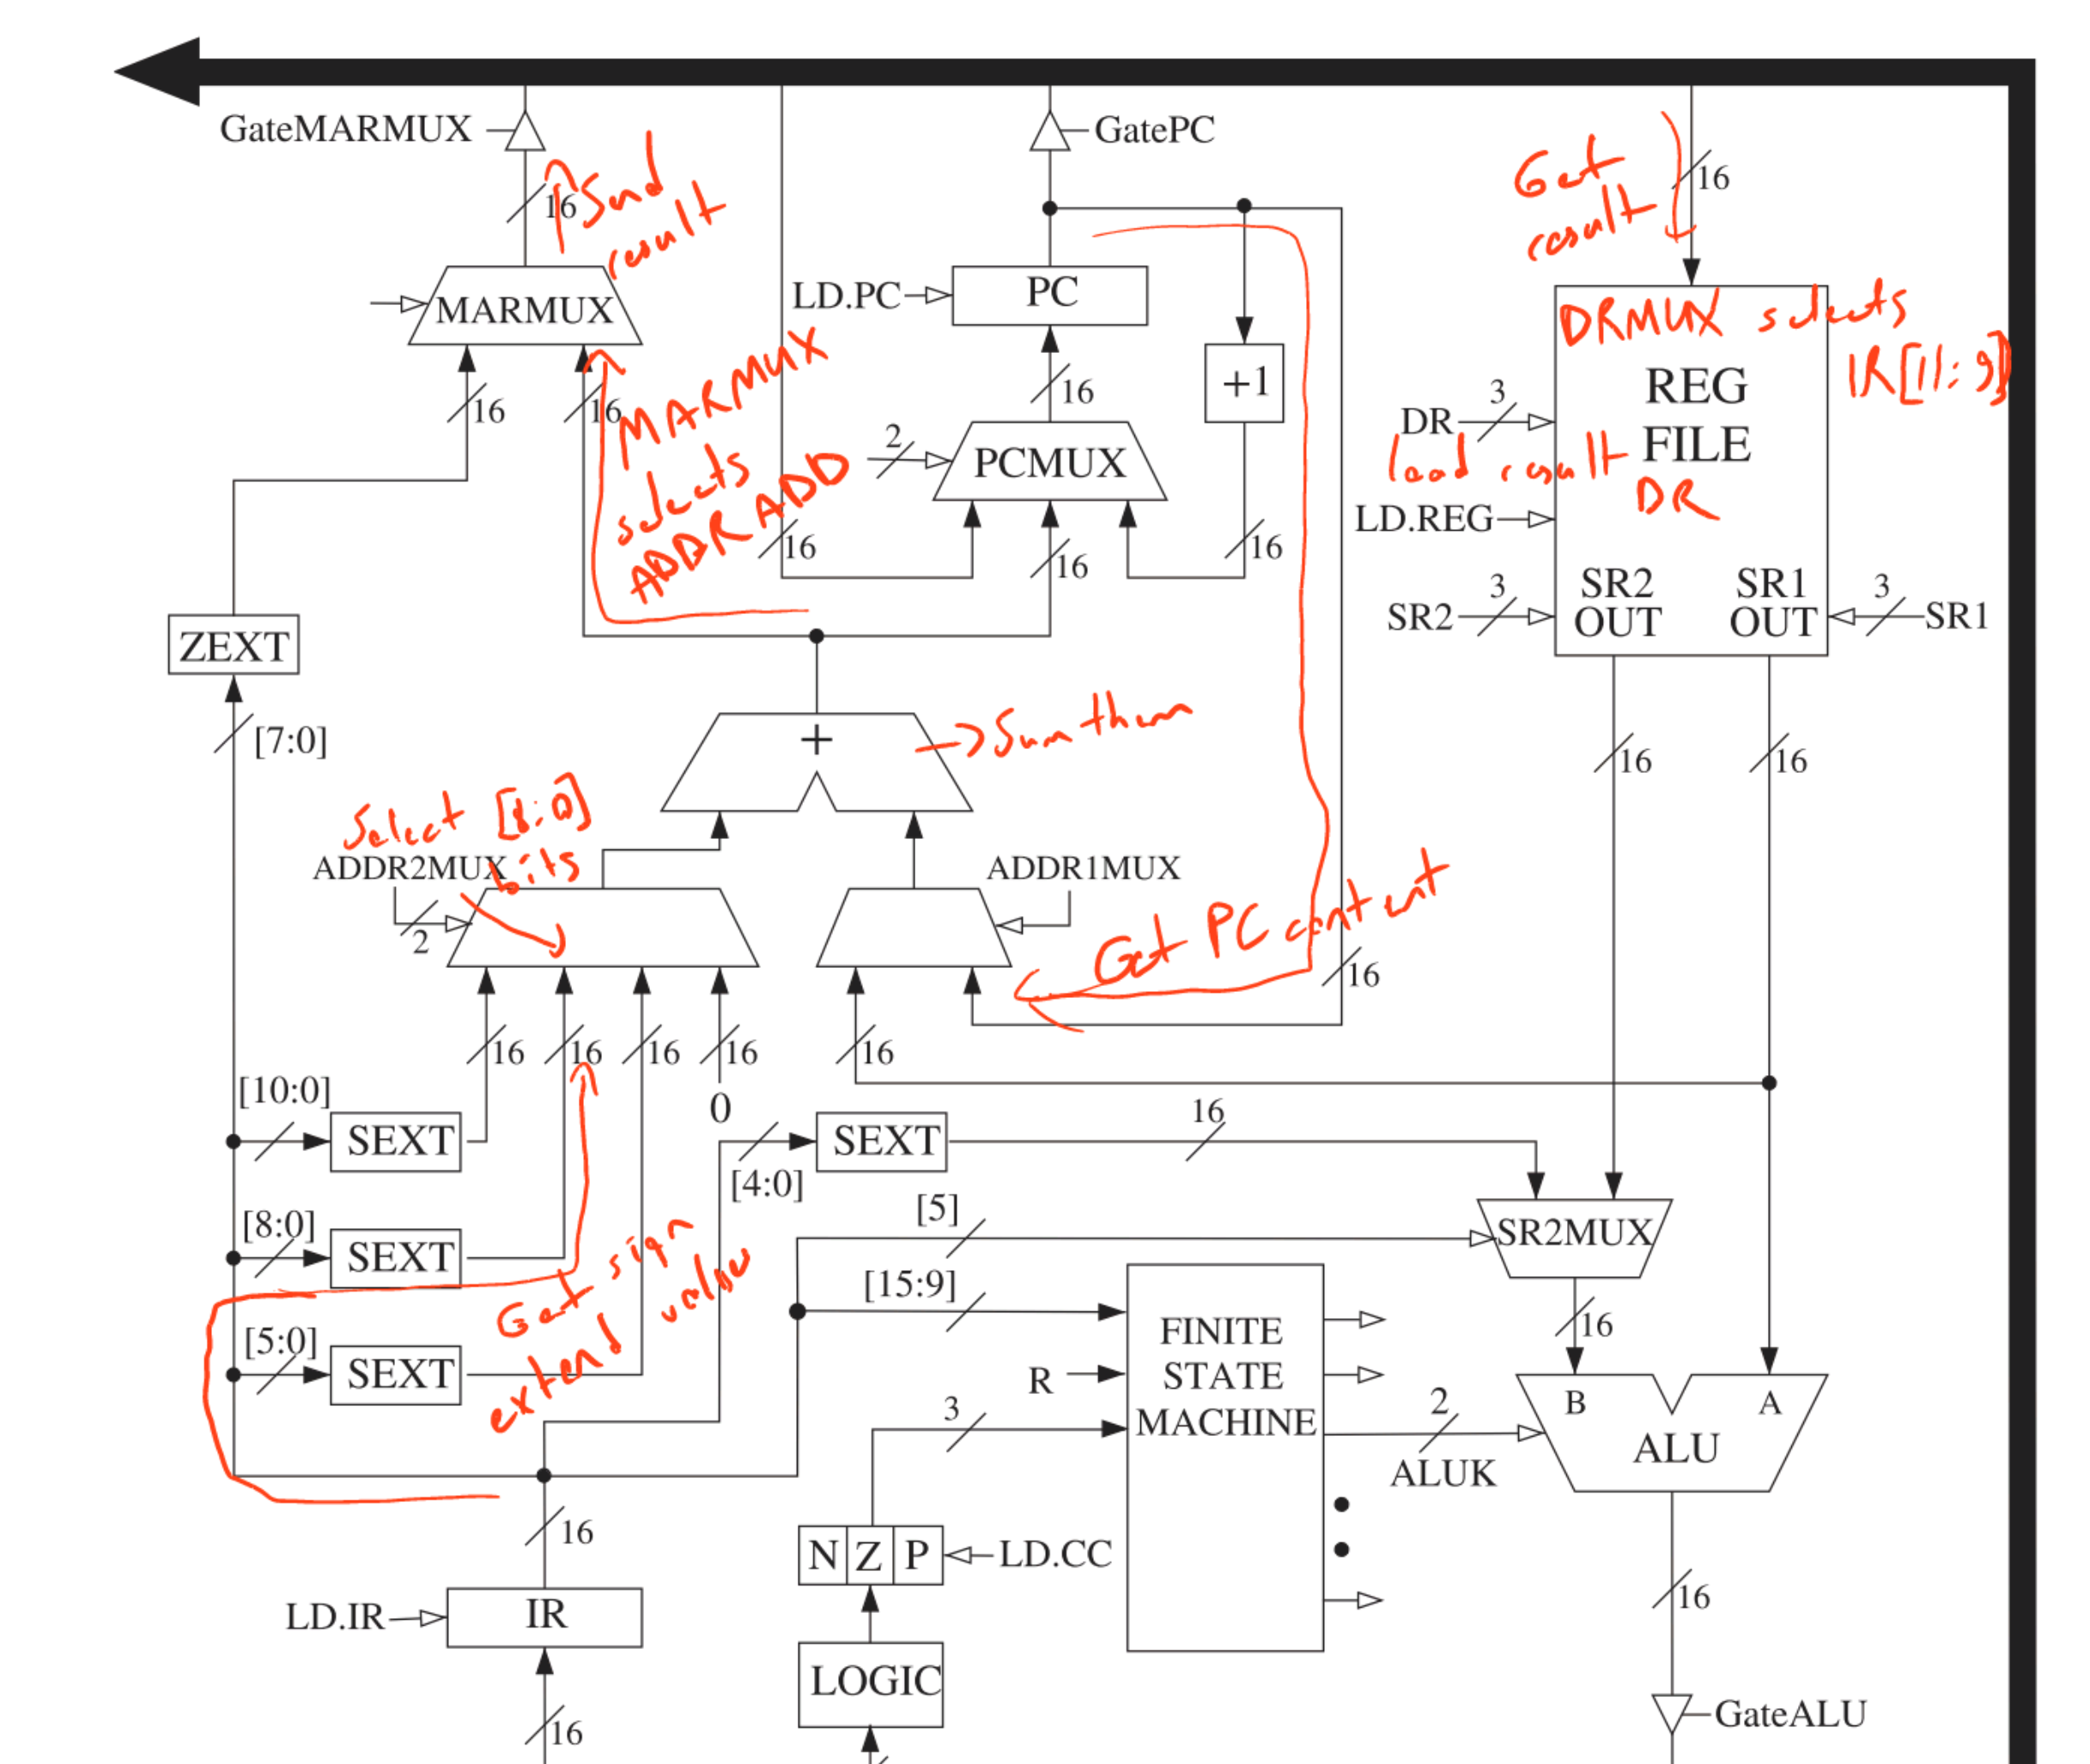 GateMARMUX
GatePC
16
Send
result
Get
result
16
MARMUX
LD.PC
PC
DRMUX selects
IR[11:9]
REG
FILE
16
16
MARMUX
selects
ADDR ADD
16
+1
2
PCMUX
DR
3
load result
DR
LD.REG
16
16
16
ZEXT
SR2
3
SR2
OUT
SR1
OUT
3
SR1
[7:0]
+
-> Sum them
16
16
Select [8:0]
bits
ADDR2MUX
ADDR1MUX
2
Get PC content
16
16
16
16
16
16
[10:0]
SEXT
0
[4:0]
SEXT
16
[8:0]
SEXT
[5]
SR2MUX
Get sign
extend value
[15:9]
16
[5:0]
SEXT
R
3
FINITE
STATE
MACHINE
2
ALUK
B
A
ALU
16
N Z P
LD.CC
16
LD.IR
IR
LOGIC
GateALU
16